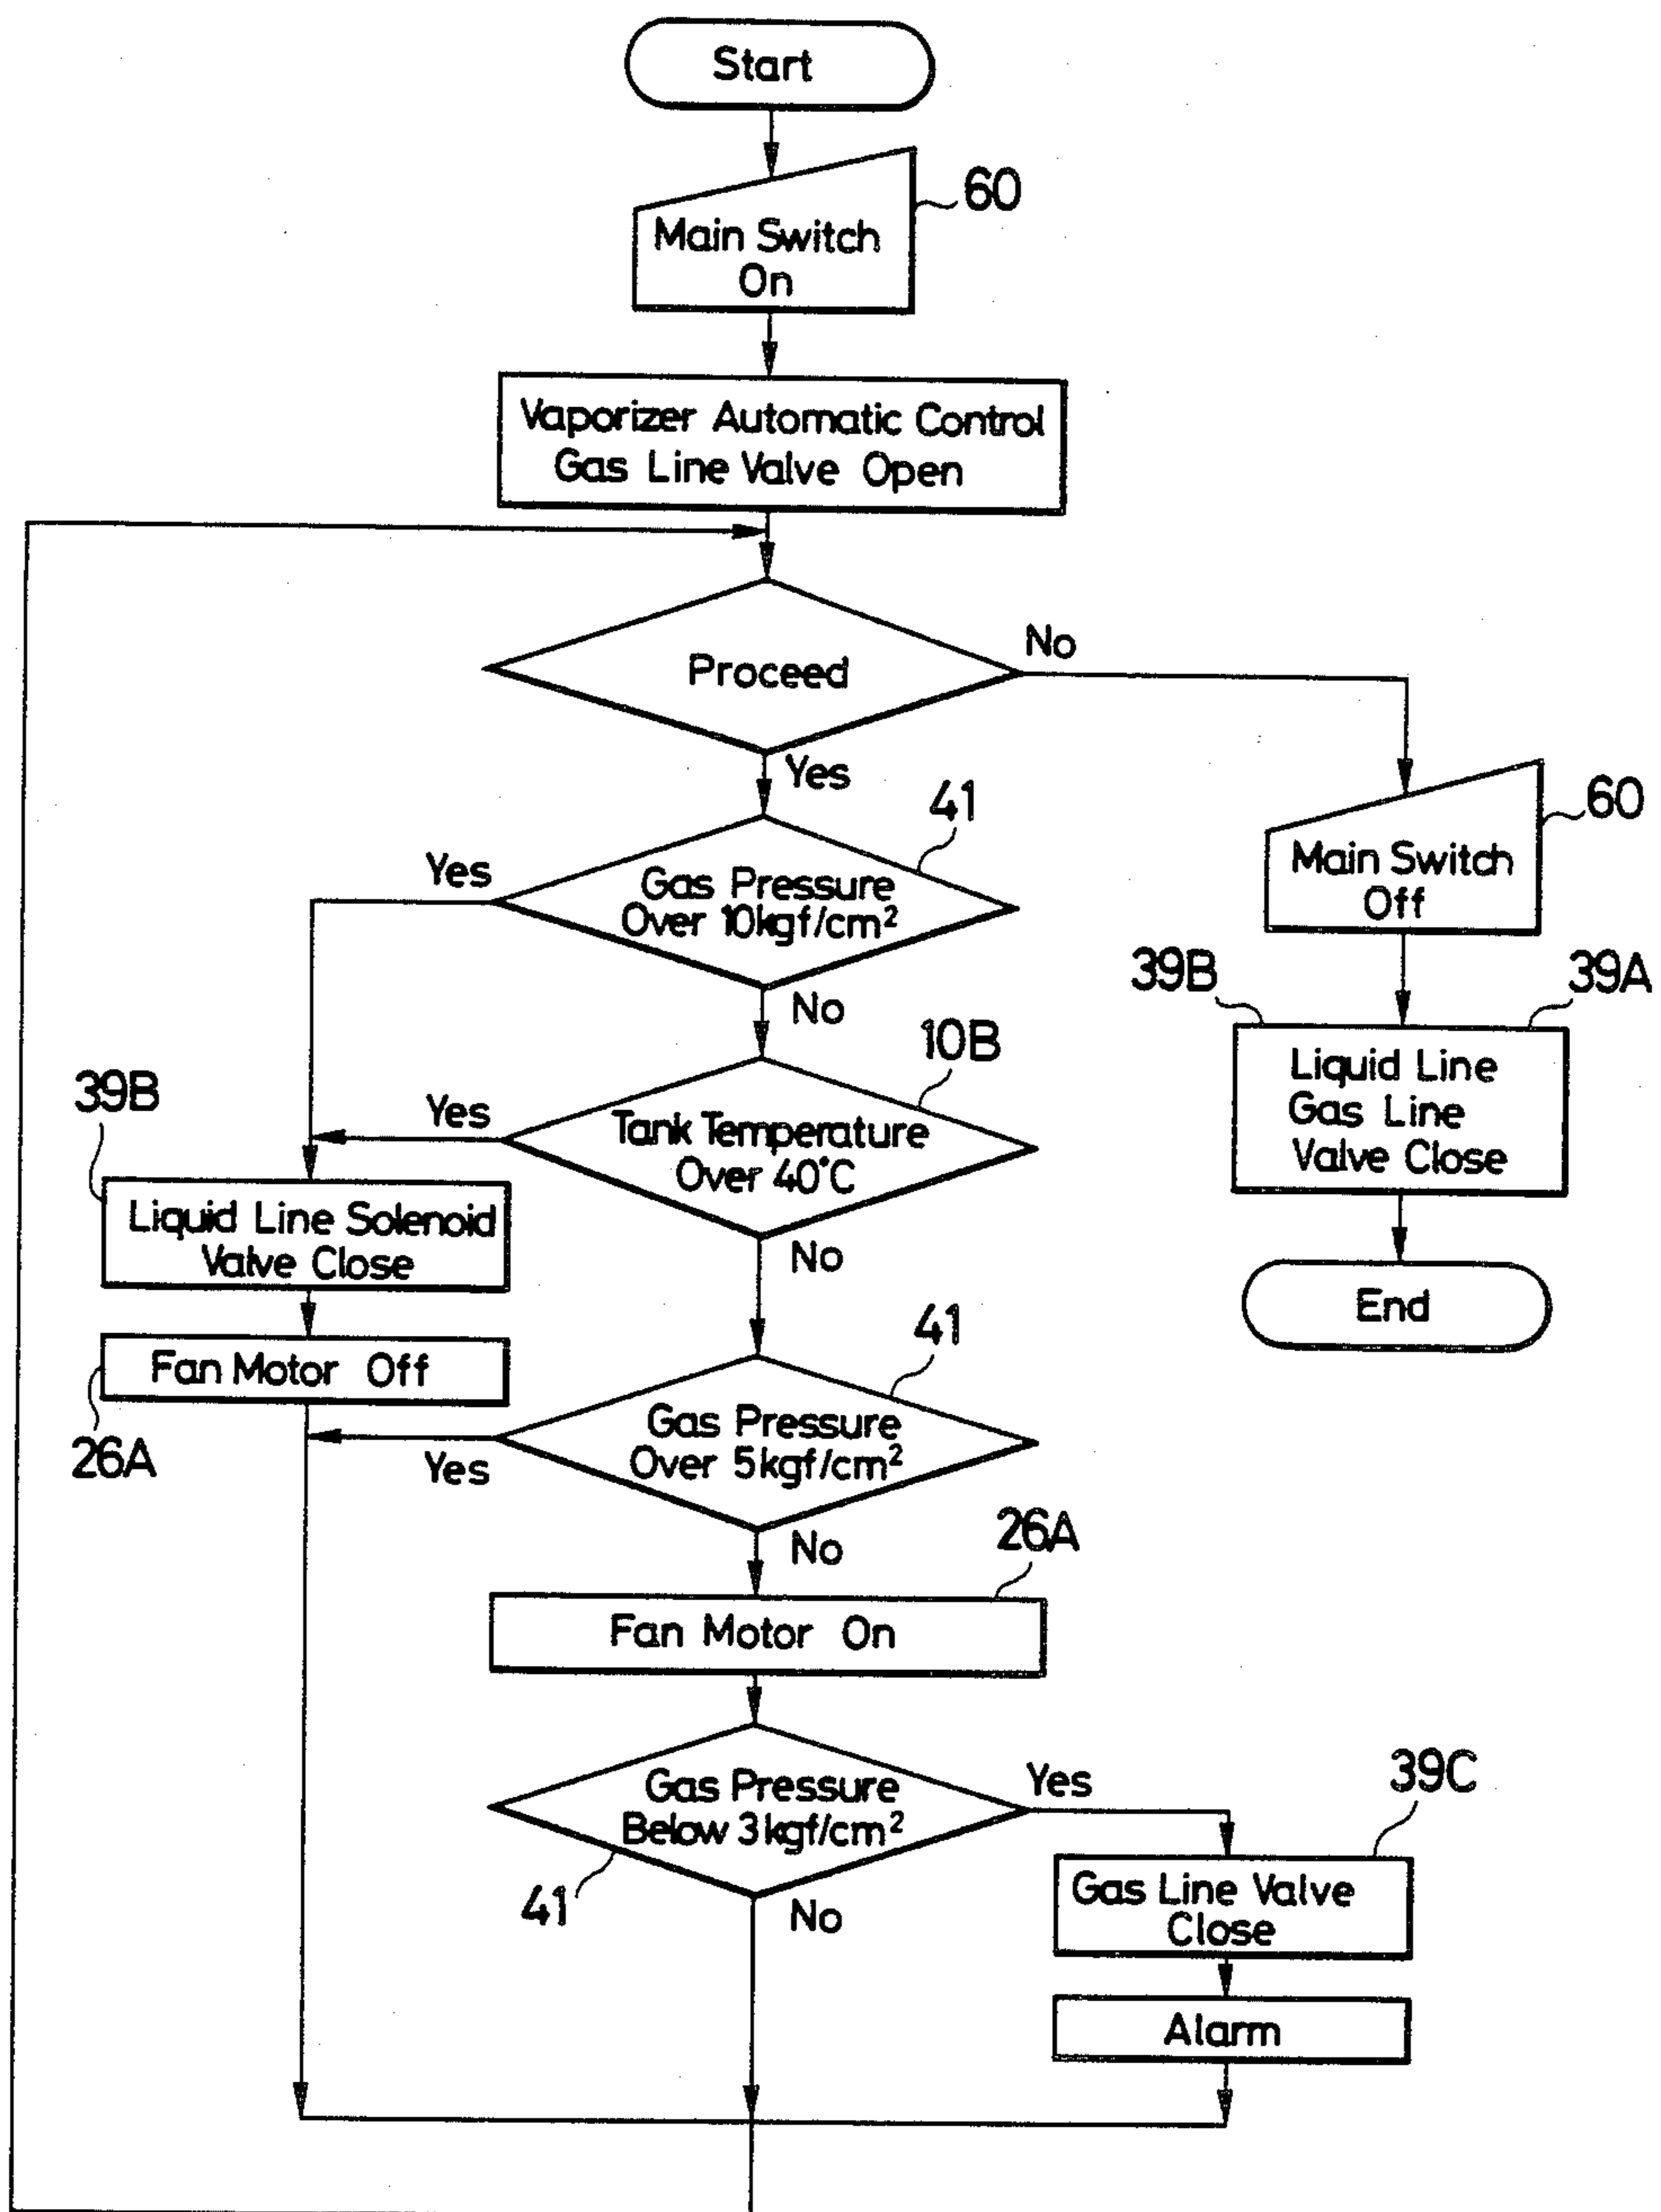 Start
60
Main Switch
On
Vaporizer Automatic Control
Gas Line Valve Open
No
Proceed
Yes
41
60
Yes
Gas Pressure
Over 10kgf/cm²
Main Switch
Off
No
39B
39A
10B
39B
Yes
Tank Temperature
Over 40°C
Liquid Line
Gas Line
Valve Close
Liquid Line Solenoid
Valve Close
No
End
41
Fan Motor Off
26A
Yes
Gas Pressure
Over 5kgf/cm²
No
26A
Fan Motor On
Yes
39C
Gas Pressure
Below 3kgf/cm²
41
No
Gas Line Valve
Close
Alarm